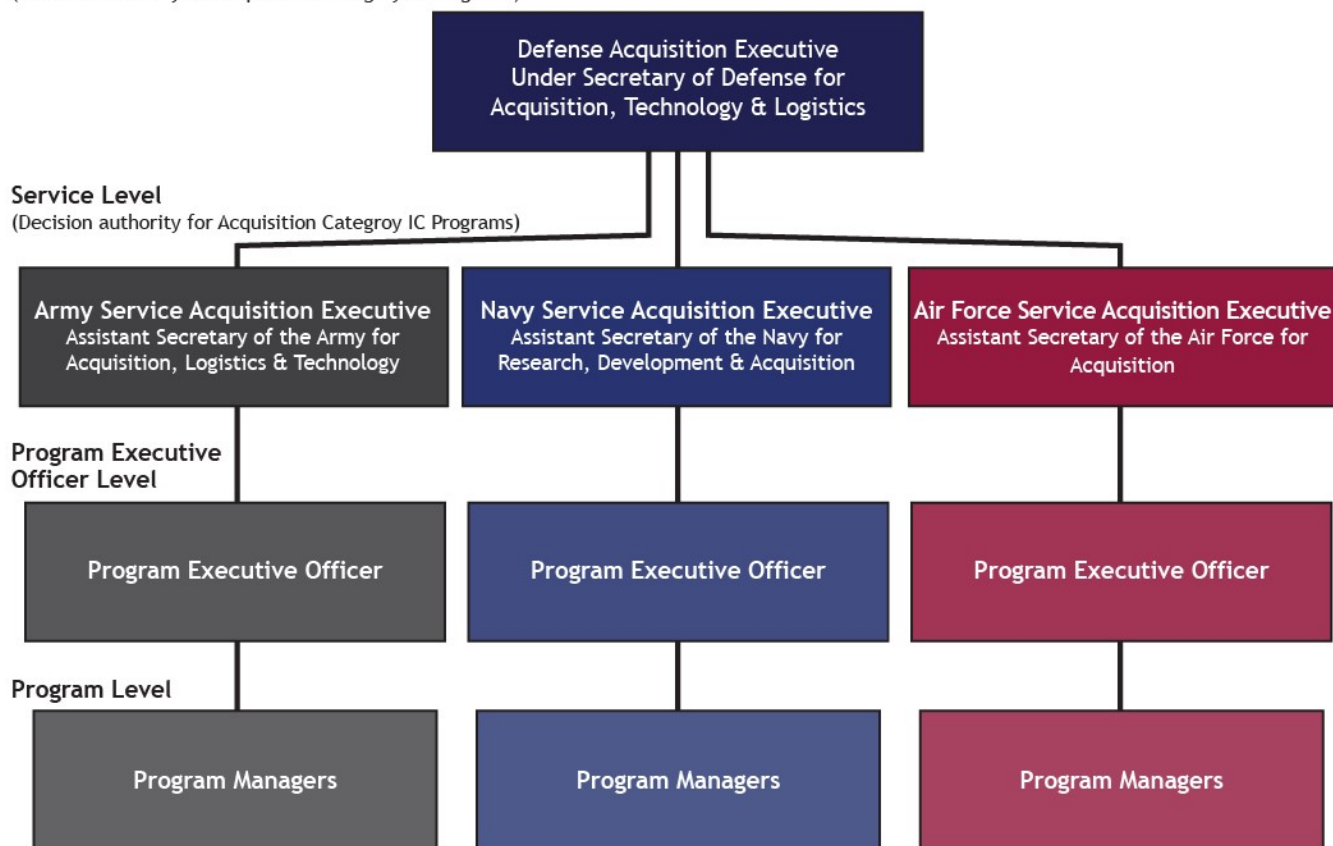 Defense Acquisition Executive
Under Secretary of Defense for
Acquisition, Technology & Logistics
Service Level
(Decision authority for Acquisition Categroy IC Programs)
Army Service Acquisition Executive
Assistant Secretary of the Army for
Acquisition, Logistics & Technology
Navy Service Acquisition Executive
Assistant Secretary of the Navy for
Research, Development & Acquisition
Air Force Service Acquisition Executive
Assistant Secretary of the Air Force for
Acquisition
Program Executive
Officer Level
Program Executive Officer
Program Executive Officer
Program Executive Officer
Program Level
Program Managers
Program Managers
Program Managers